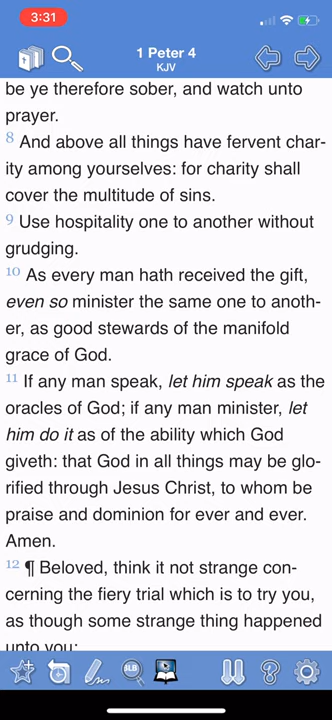 3:31
1 Peter 4
KJV
be ye therefore sober, and watch unto
prayer.
8 And above all things have fervent char-
ity among yourselves: for charity shall
cover the multitude of sins.
9 Use hospitality one to another without
grudging.
10 As every man hath received the gift,
even so minister the same one to anoth-
er, as good stewards of the manifold
grace of God.
11 If any man speak, let him speak as the
oracles of God; if any man minister, let
him do it as of the ability which God
giveth: that God in all things may be glo-
rified through Jesus Christ, to whom be
praise and dominion for ever and ever.
Amen.
12 ¶ Beloved, think it not strange con-
cerning the fiery trial which is to try you,
as though some strange thing happened
unto you:
BLB